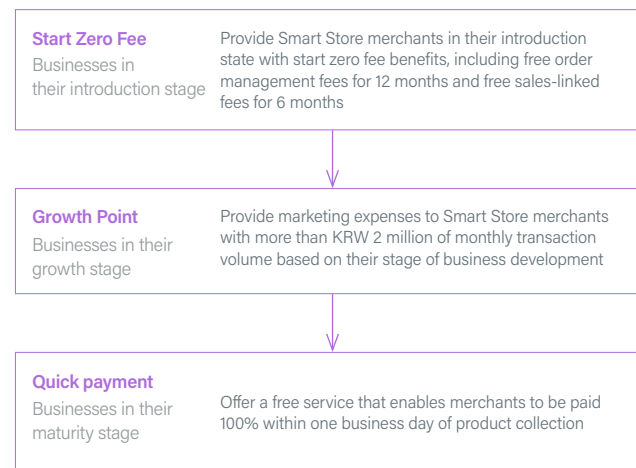 Start Zero Fee
Businesses in
their introduction stage
Provide Smart Store merchants in their introduction
state with start zero fee benefits, including free order
management fees for 12 months and free sales-linked
fees for 6 months
Growth Point
Businesses in their
growth stage
Provide marketing expenses to Smart Store merchants
with more than KRW 2 million of monthly transaction
volume based on their stage of business development
Quick payment
Businesses in their
maturity stage
Offer a free service that enables merchants to be paid
100% within one business day of product collection